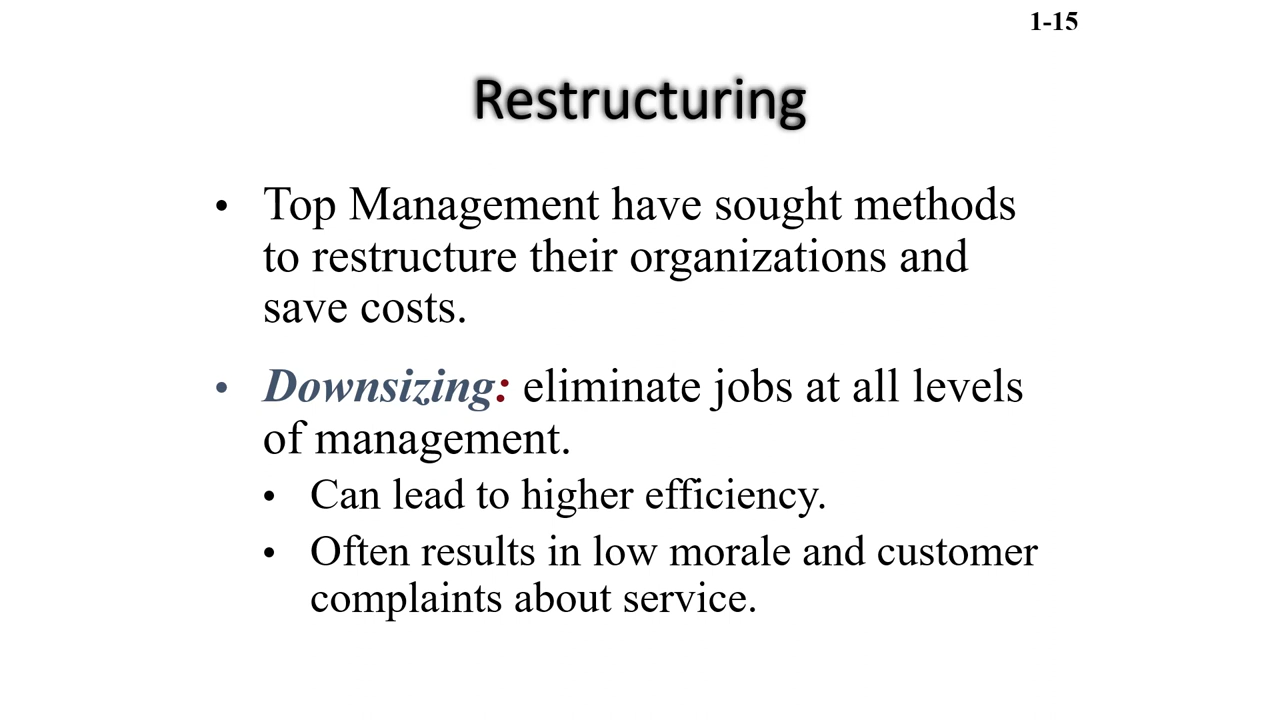 1-15
Restructuring
• Top Management have sought methods
to restructure their organizations and
save costs.
• Downsizing: eliminate jobs at all levels
of management.
• Can lead to higher efficiency.
• Often results in low morale and customer
complaints about service.